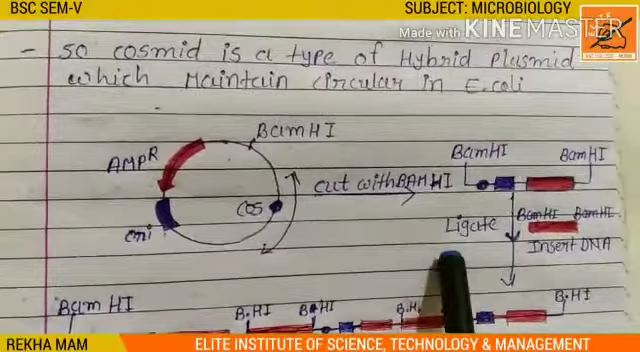 BSC SEM-V
SUBJECT: MICROBIOLOGY
Made with KINEMASTER
- so cosmid is a type of Hybrid Plasmid
which Maintain circular in E.coli
BamHI
AMPR
Cos
ori
cut with BAMHI
BamHI
BamHI
Ligate
BamHI BamHI
Insert DNA
Bam HI
B.HI
BAHI
B.HI
REKHA MAM
ELITE INSTITUTE OF SCIENCE, TECHNOLOGY & MANAGEMENT